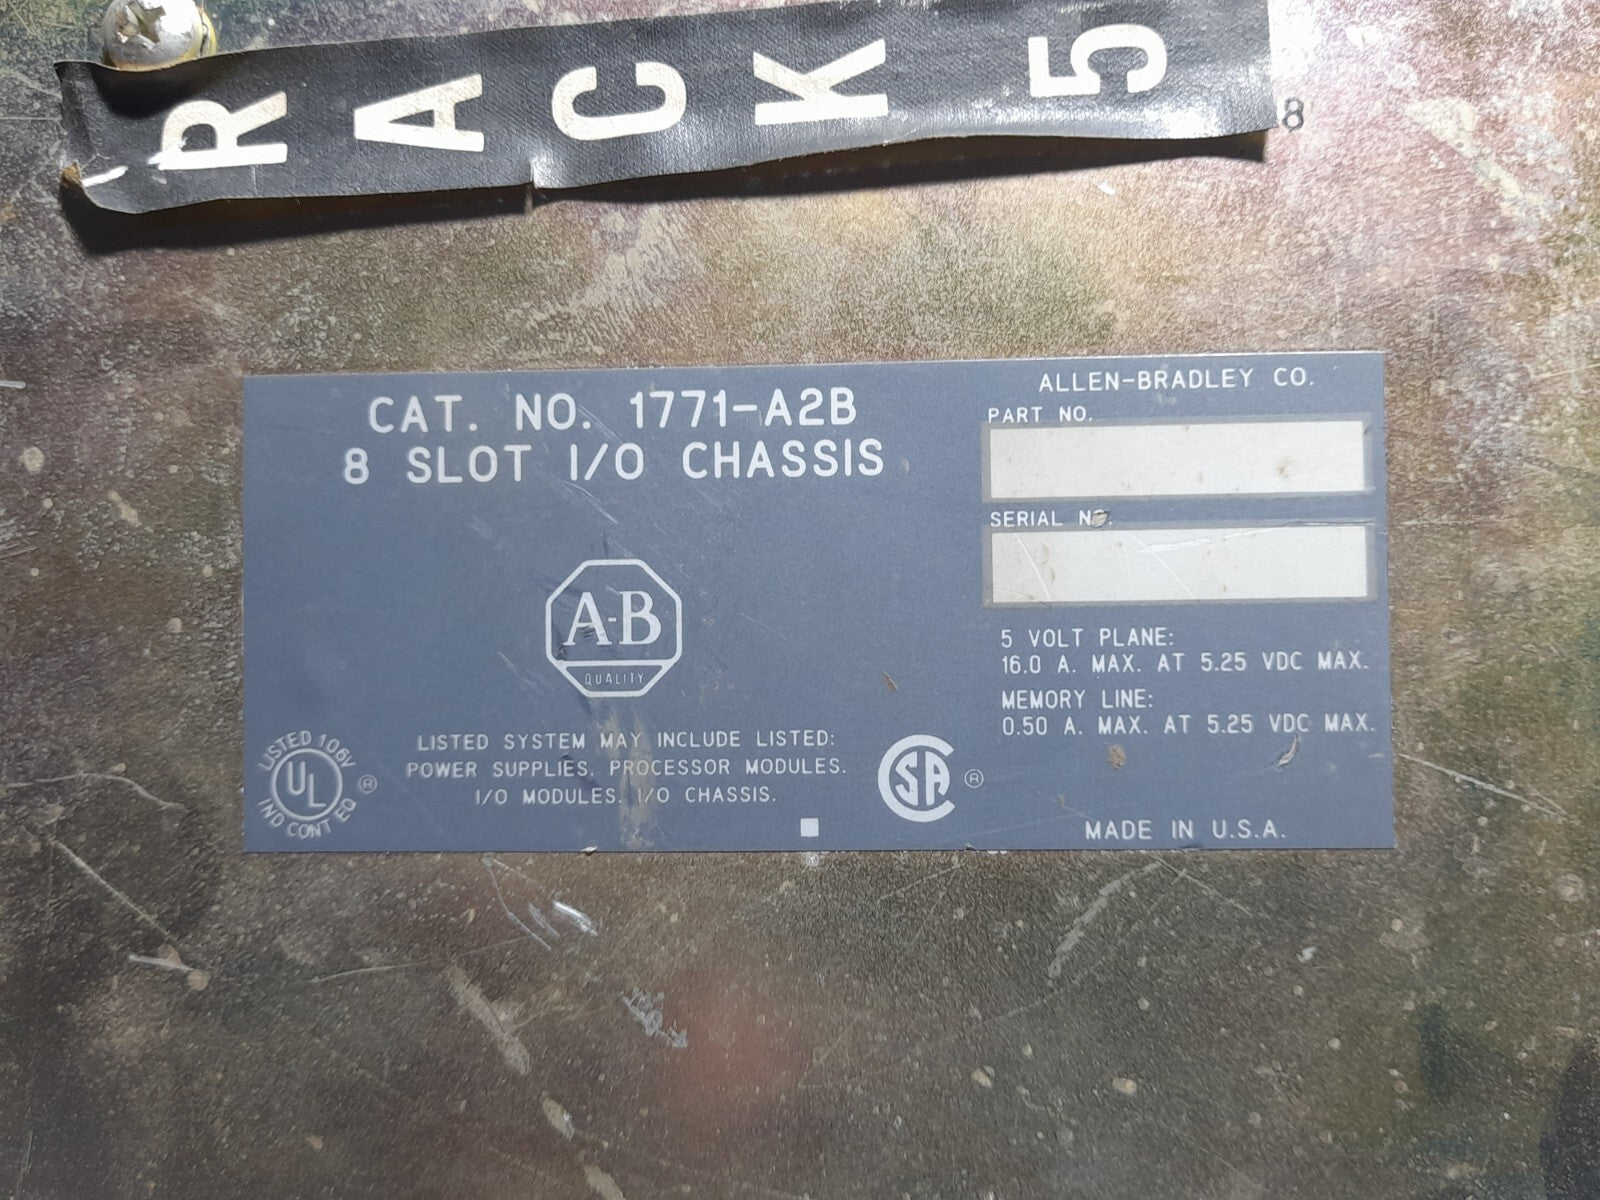 RACK 5
8
CAT. NO. 1771-A2B
8 SLOT I/O CHASSIS
A-B
QUALITY
LISTED 106V
UL ®
IND CONT EQ
LISTED SYSTEM MAY INCLUDE LISTED:
POWER SUPPLIES. PROCESSOR MODULES.
I/O MODULES. I/O CHASSIS.
SA ®
ALLEN-BRADLEY CO.
PART NO.
SERIAL NO.
5 VOLT PLANE:
16.0 A. MAX. AT 5.25 VDC MAX.
MEMORY LINE:
0.50 A. MAX. AT 5.25 VDC MAX.
MADE IN U.S.A.